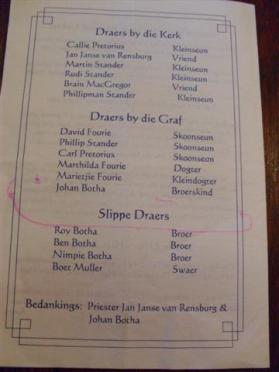 Draers by die Kerk
Callie Pretorius Kleinseun
Jan Janse van Rensburg Vriend
Martin Stander Kleinseun
Rudi Stander Kleinseun
Brain MacGregor Vriend
Phillipman Stander Kleinseun
Draers by die Graf
David Fourie Skoonseun
Phillip Stander Skoonseun
Carl Pretorius Skoonseun
Marthilda Fourie Dogter
Marietjie Fourie Kleindogter
Johan Botha Broerskind
Slippe Draers
Roy Botha Broer
Ben Botha Broer
Nimpie Botha Broer
Boet Muller Swaer
Bedankings: Priester Jan Janse van Rensburg &
Johan Botha